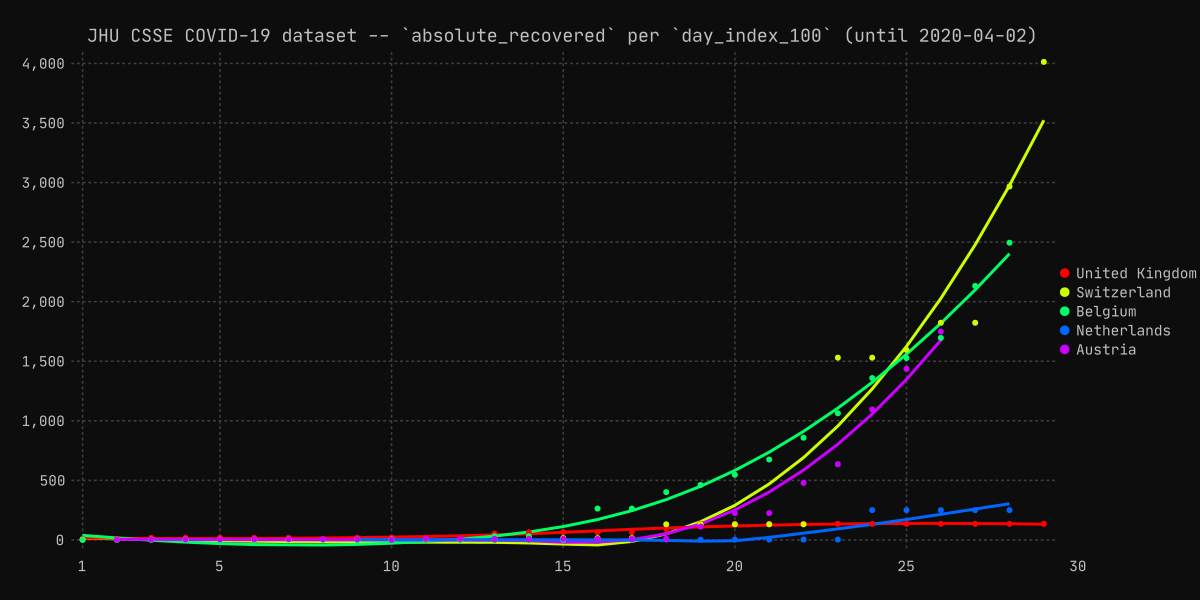 JHU CSSE COVID-19 dataset -- `absolute_recovered` per `day_index_100` (until 2020-04-02)
4,000
3,500
3,000
2,500
2,000
1,500
1,000
500
0
1 5 10 15 20 25 30
United Kingdom
Switzerland
Belgium
Netherlands
Austria